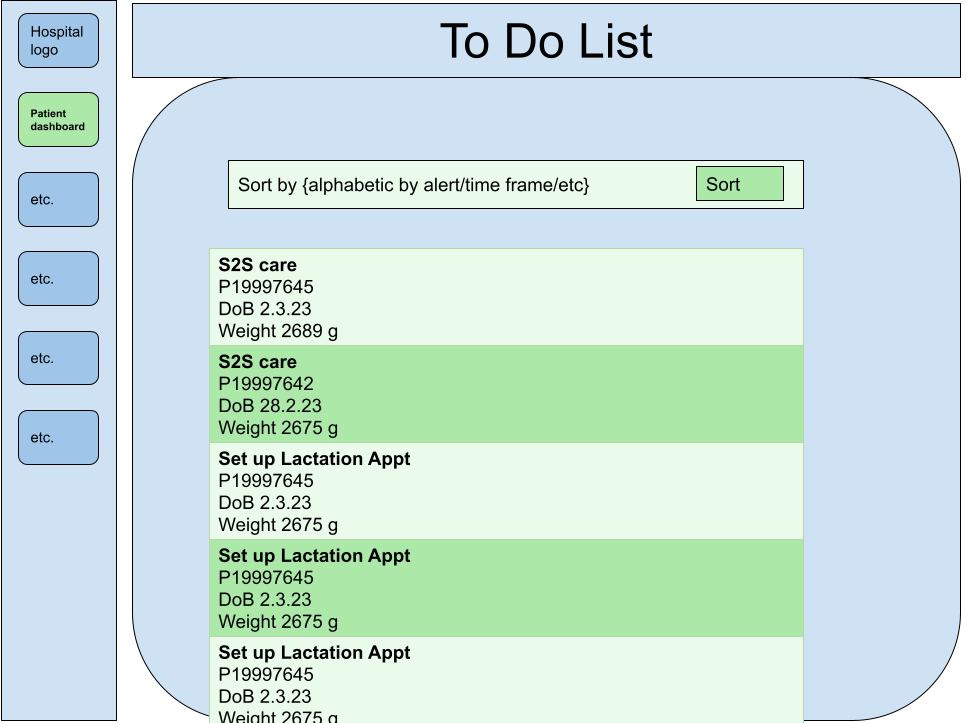 Hospital
logo
Patient
dashboard
etc.
etc.
etc.
etc.
To Do List
Sort by {alphabetic by alert/time frame/etc}
Sort
S2S care
P19997645
DoB 2.3.23
Weight 2689 g
S2S care
P19997642
DoB 28.2.23
Weight 2675 g
Set up Lactation Appt
P19997645
DoB 2.3.23
Weight 2675 g
Set up Lactation Appt
P19997645
DoB 2.3.23
Weight 2675 g
Set up Lactation Appt
P19997645
DoB 2.3.23
Weight 2675 g